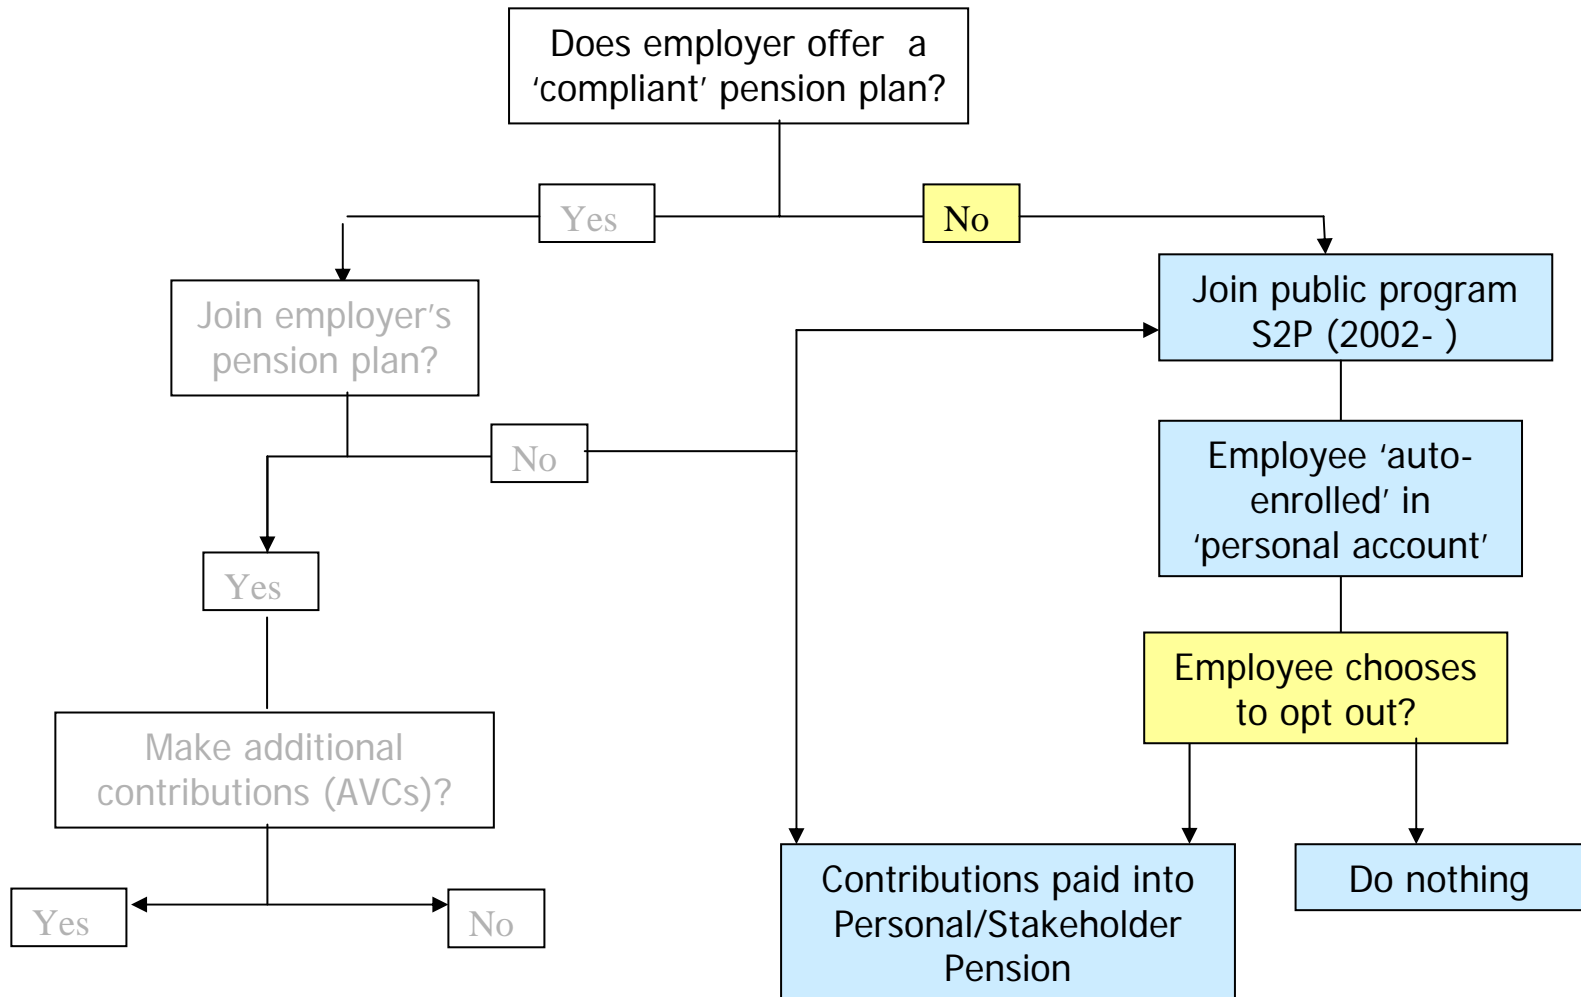 Does employer offer  a
‘compliant’ pension plan?
Yes
No
Join employer’s
pension plan?
Join public program
S2P (2002- )
No
Employee ‘auto-
enrolled’ in
‘personal account’
Yes
Employee chooses
to opt out?
Make additional
contributions (AVCs)?
Contributions paid into
Personal/Stakeholder
Pension
Do nothing
Yes
No